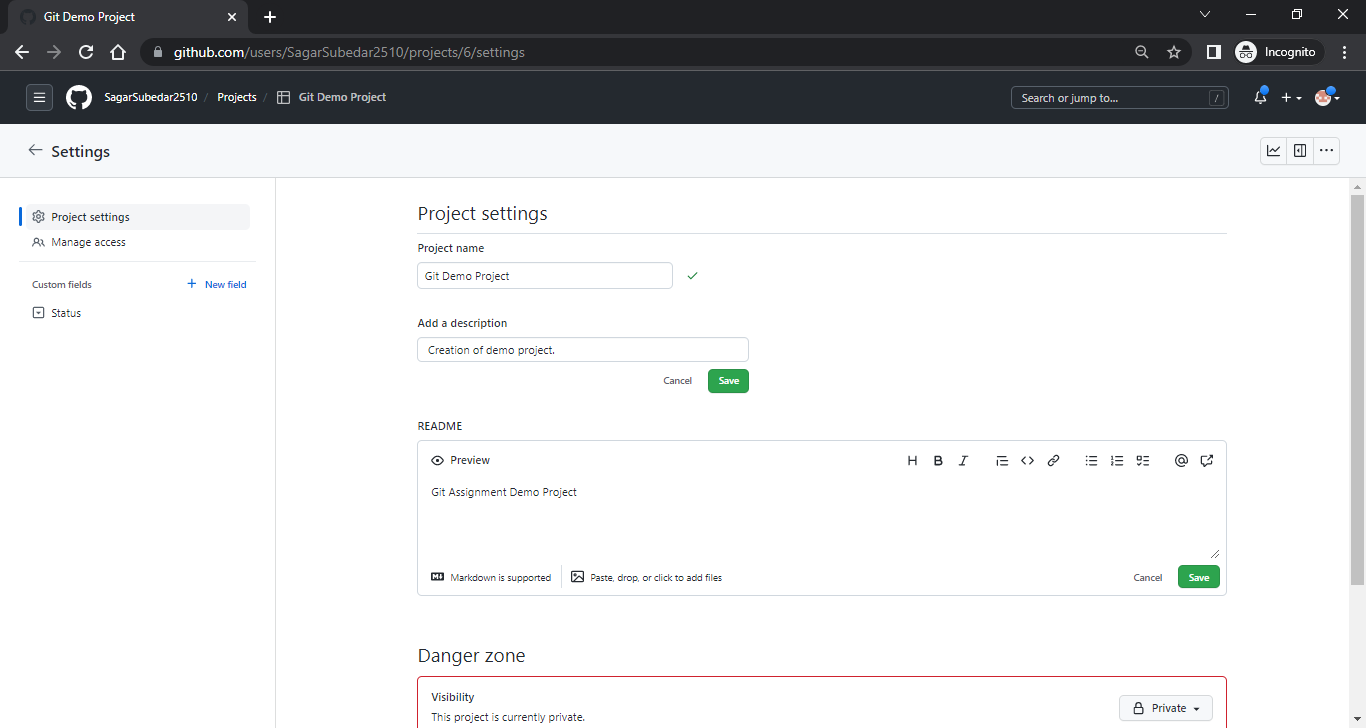 Git Demo Project
github.com/users/SagarSubedar2510/projects/6/settings
Incognito
SagarSubedar2510 / Projects / Git Demo Project
Search or jump to... /
Settings
Project settings
Manage access
Custom fields
New field
Status
Project settings
Project name
Git Demo Project
Add a description
Creation of demo project.
Cancel Save
README
Preview
H B I
Git Assignment Demo Project
Markdown is supported
Paste, drop, or click to add files
Cancel Save
Danger zone
Visibility
This project is currently private.
Private